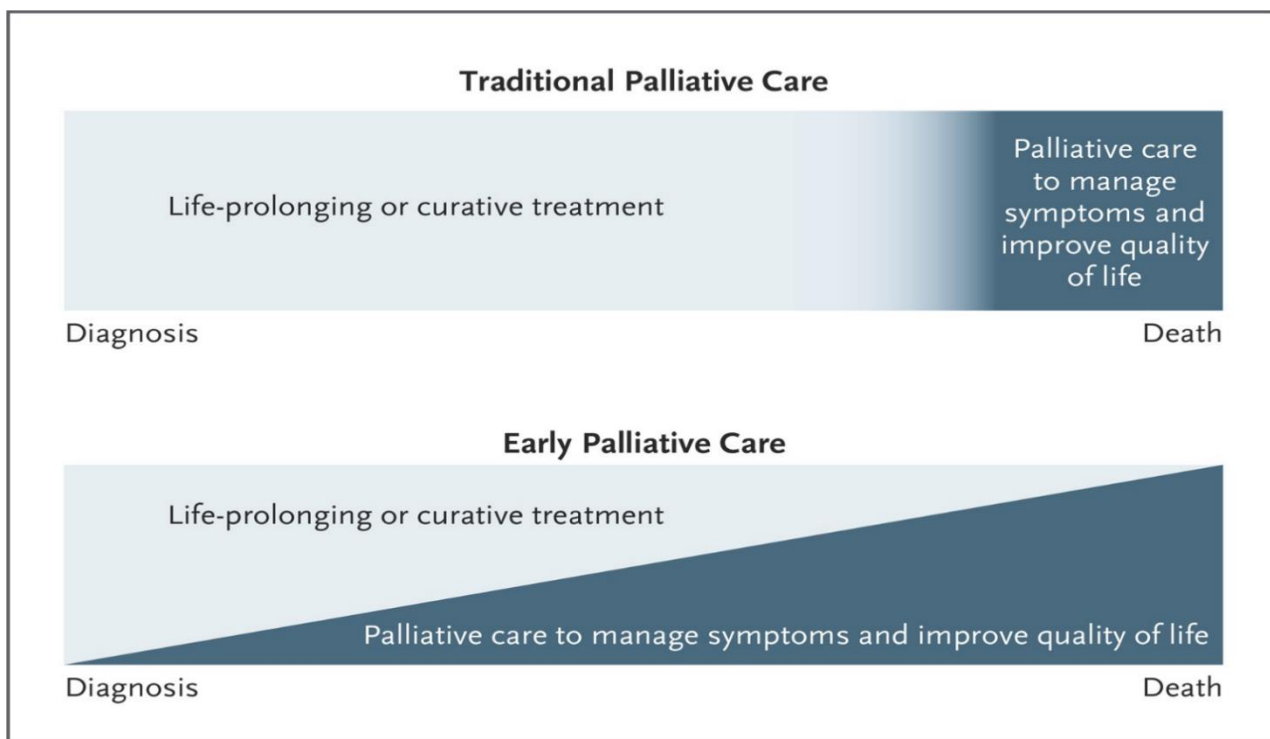 Traditional Palliative Care
Life-prolonging or curative treatment
Palliative care
to manage
symptoms and
improve quality
of life
Diagnosis
Death
Early Palliative Care
Life-prolonging or curative treatment
Palliative care to manage symptoms and improve quality of life
Diagnosis
Death